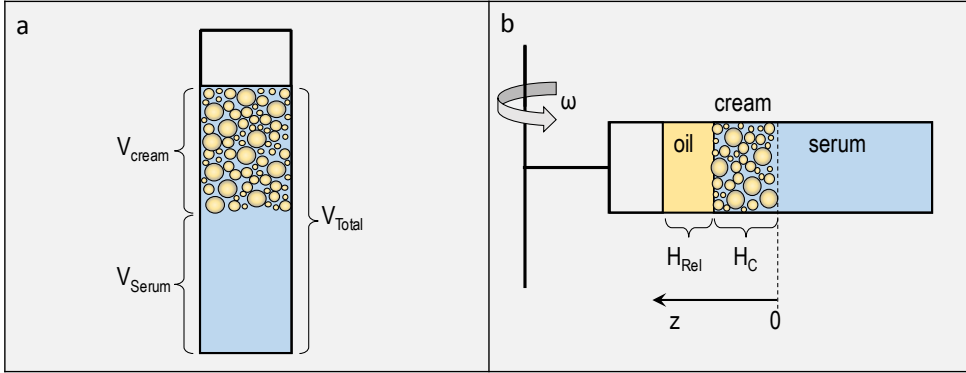 a
V_cream
V_Serum
V_Total
b
ω
cream
oil
serum
H_Rel
H_C
z
0